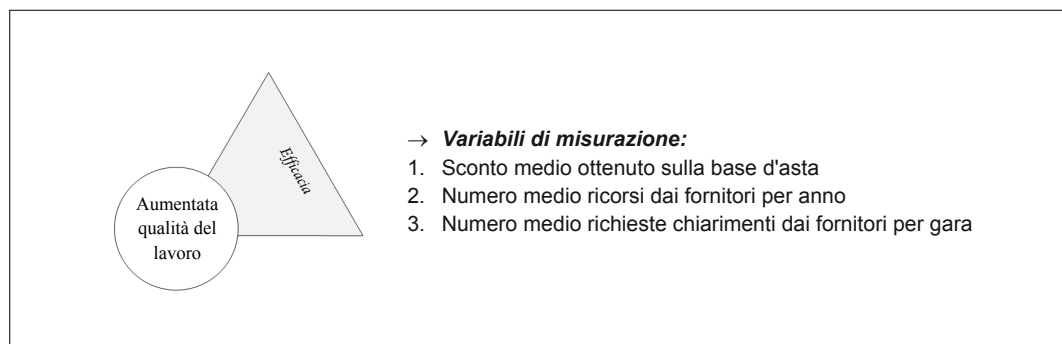 Efficacia
Aumentata
qualità del
lavoro
→ Variabili di misurazione:
1. Sconto medio ottenuto sulla base d'asta
2. Numero medio ricorsi dai fornitori per anno
3. Numero medio richieste chiarimenti dai fornitori per gara